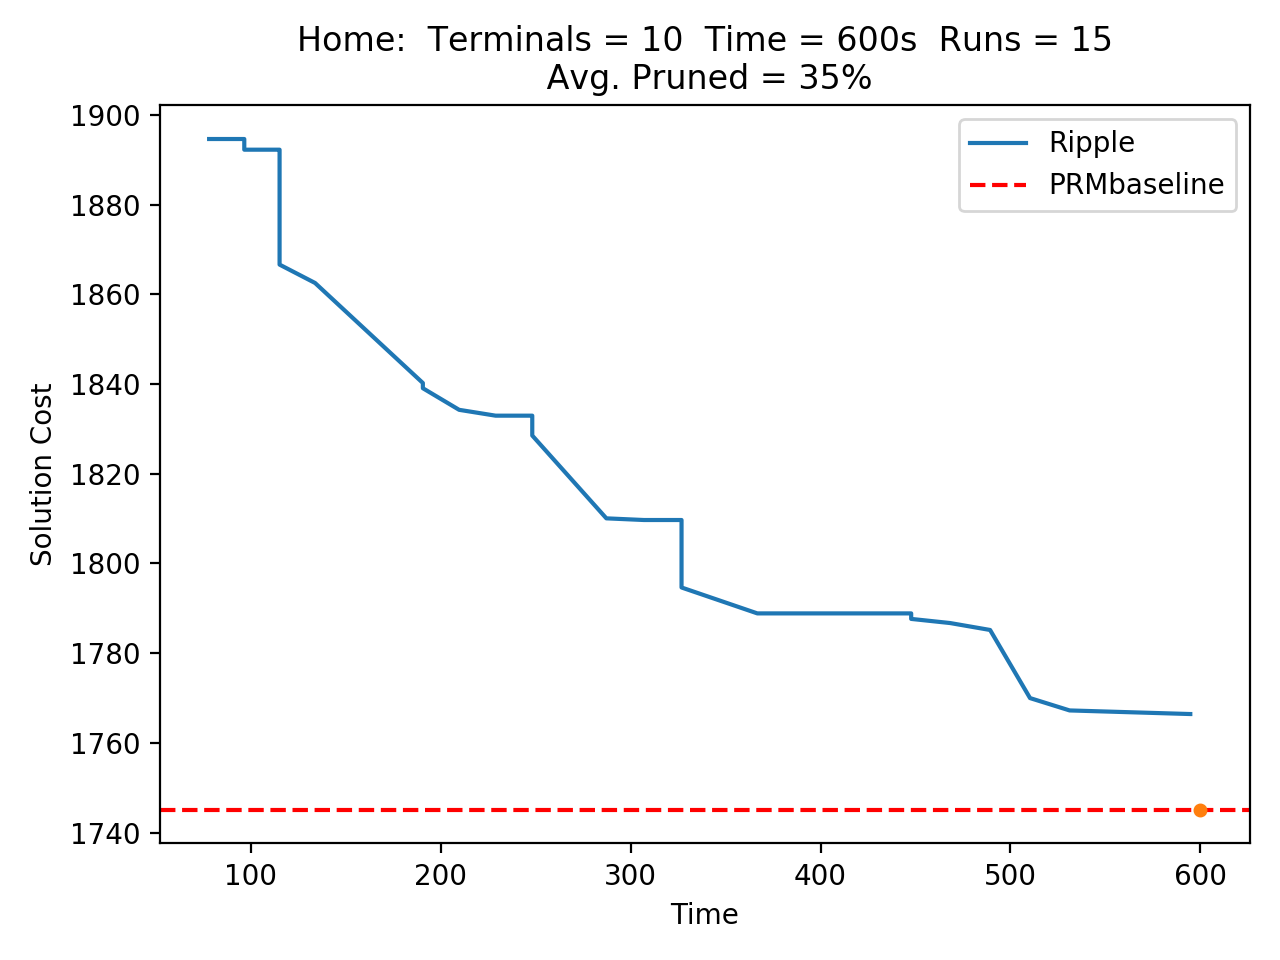 Home:  Terminals = 10  Time = 600s  Runs = 15
Avg. Pruned = 35%
1900
1880
1860
1840
1820
1800
1780
1760
1740
Solution Cost
Ripple
PRMbaseline
100 200 300 400 500 600
Time